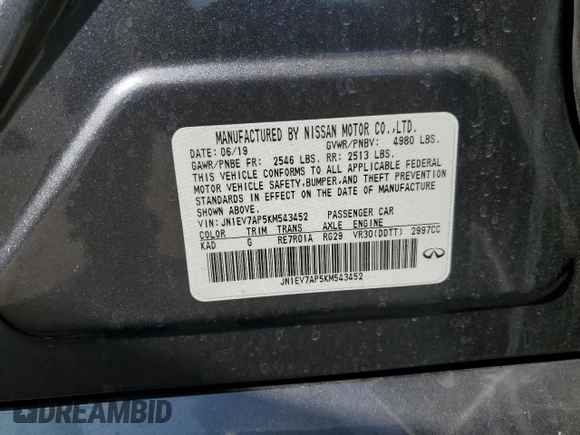 MANUFACTURED BY NISSAN MOTOR CO.,LTD.
DATE: 06/19 GVWR/PNBV: 4980 LBS.
GAWR/PNBE FR: 2546 LBS. RR: 2513 LBS.
THIS VEHICLE CONFORMS TO ALL APPLICABLE FEDERAL
MOTOR VEHICLE SAFETY,BUMPER,AND THEFT PREVENTION
STANDARDS IN EFFECT ON THE DATE OF MANUFACTURE
SHOWN ABOVE.
VIN: JN1EV7AP5KM543452 PASSENGER CAR
COLOR TRIM TRANS AXLE ENGINE
KAD G RE7R01A RG29 VR30(DDTT) 2997CC
JN1EV7AP5KM543452
DREAMBID